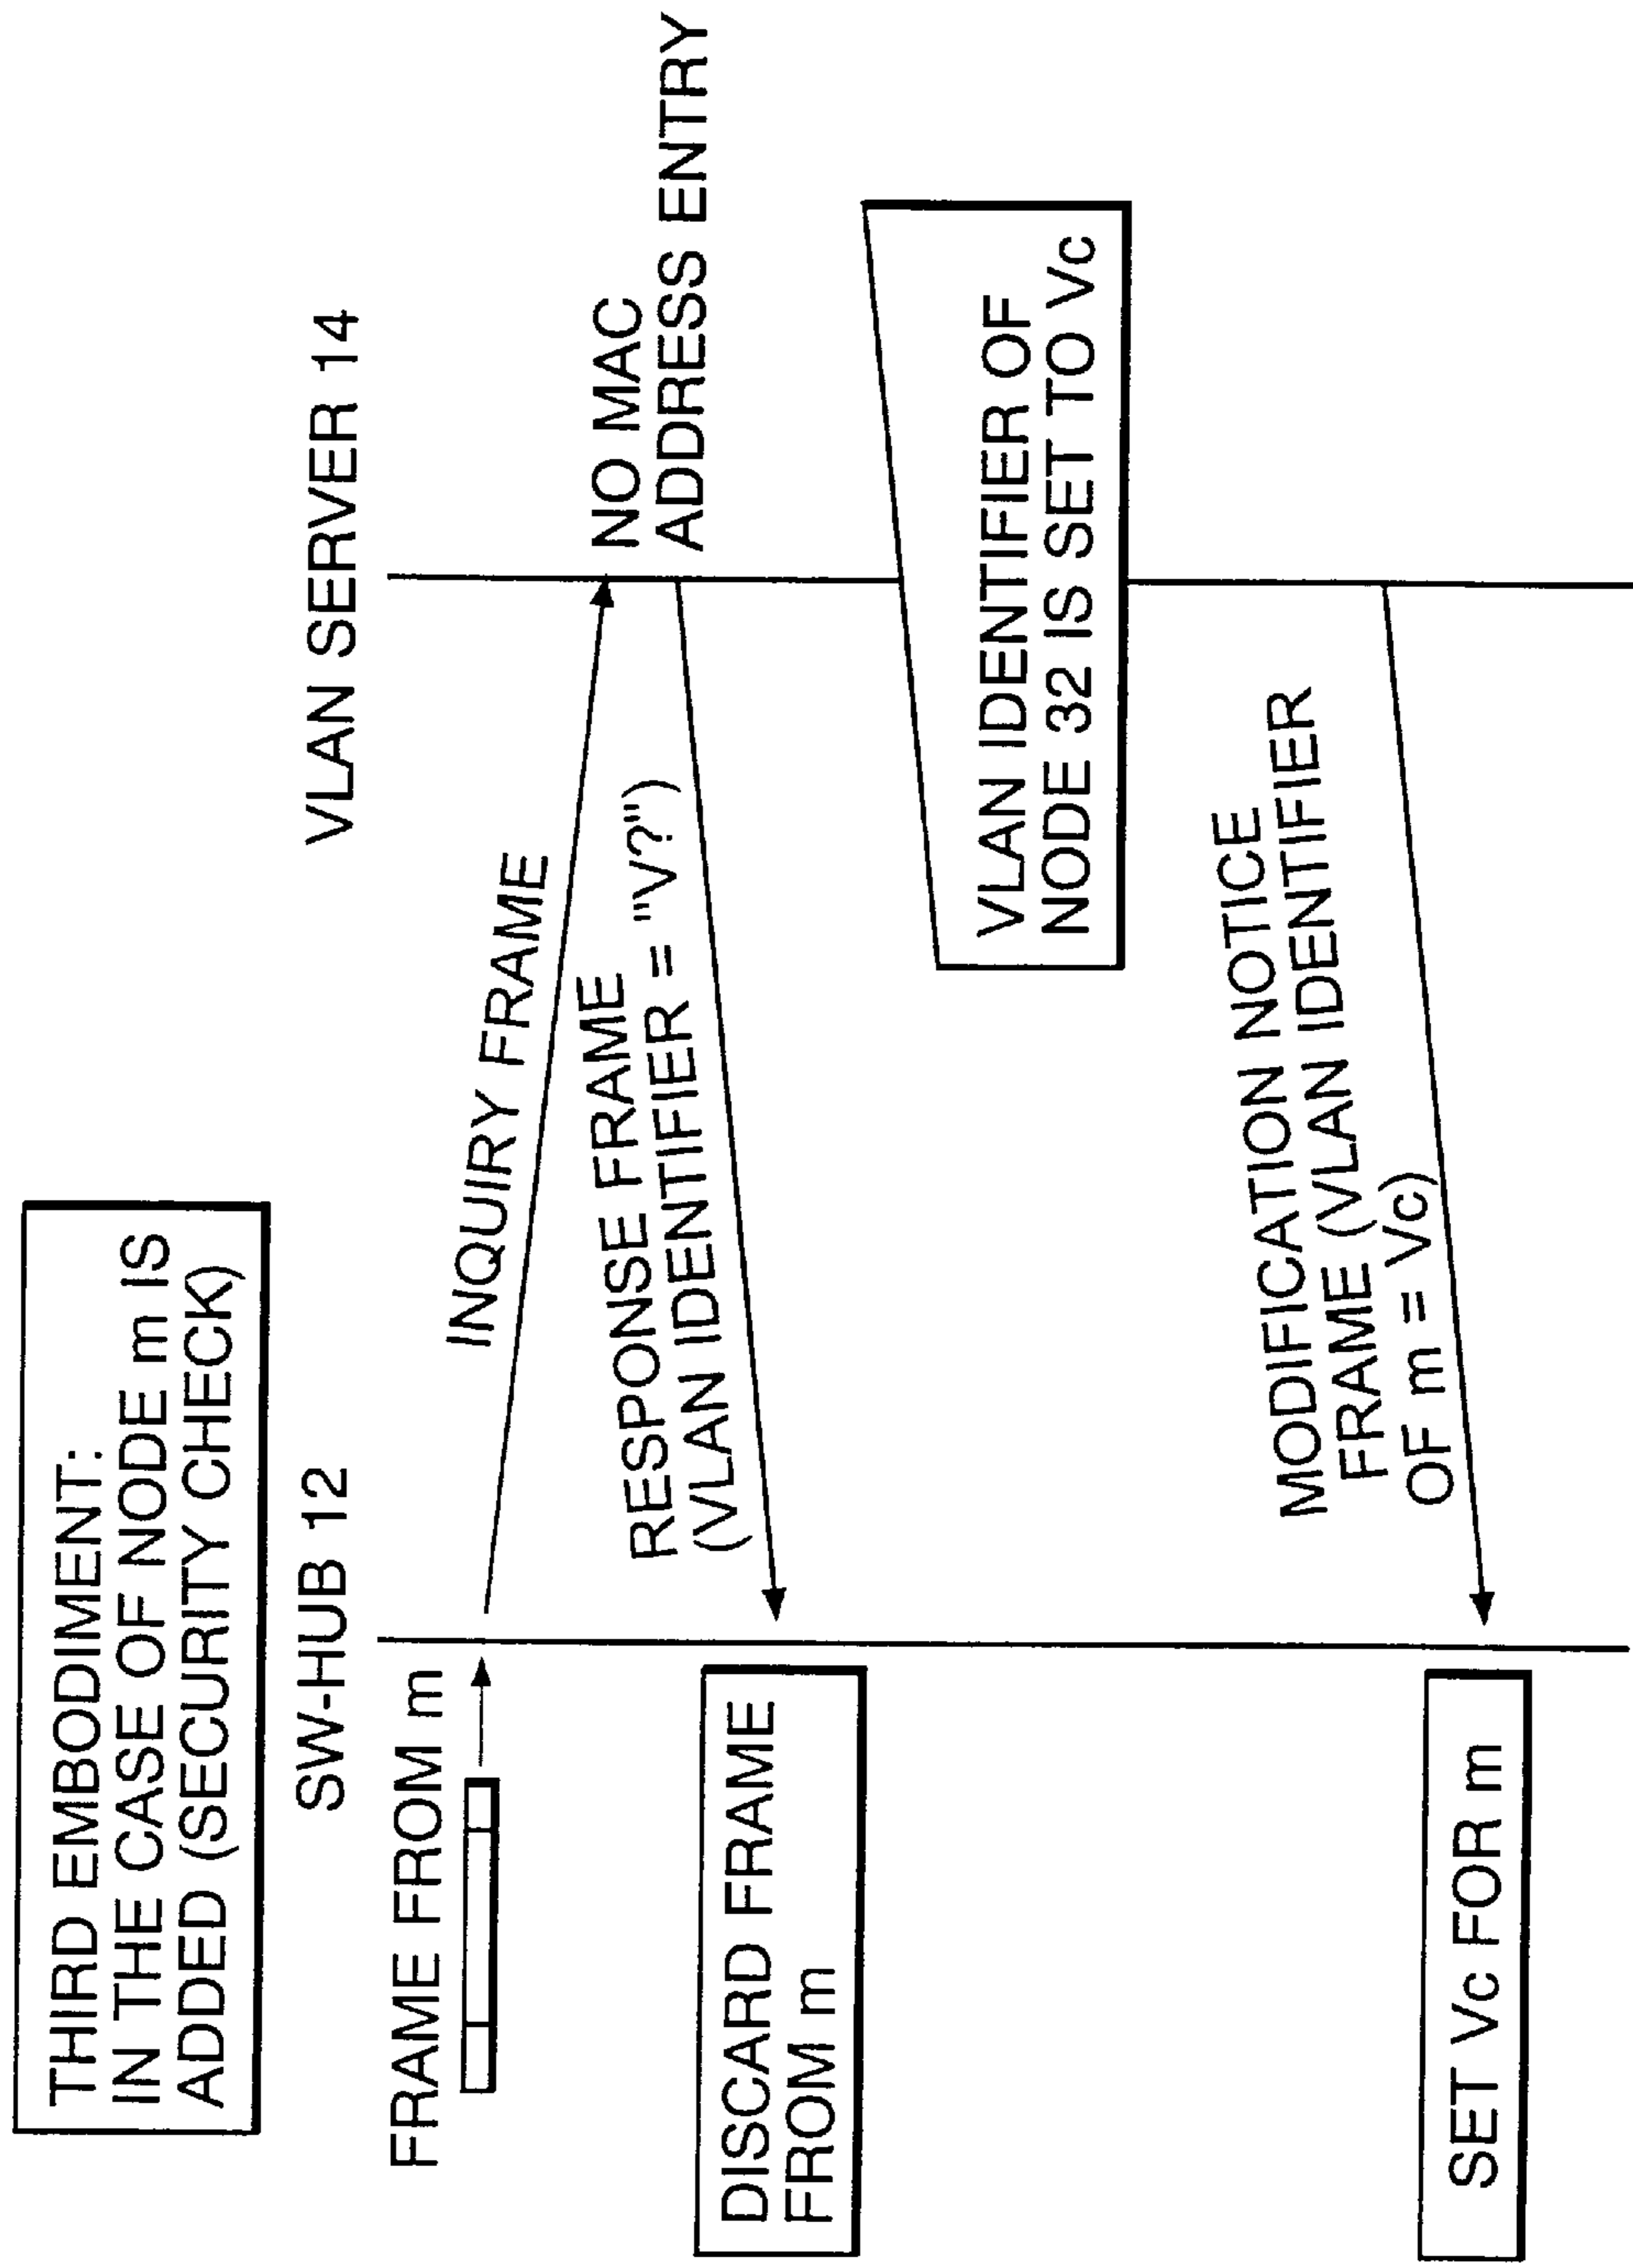 THIRD EMBODIMENT:
IN THE CASE OF NODE m IS
ADDED (SECURITY CHECK)
SW-HUB 12
VLAN SERVER 14
FRAME FROM m
INQUIRY FRAME
NO MAC
ADDRESS ENTRY
RESPONSE FRAME
(VLAN IDENTIFIER = "V?")
DISCARD FRAME
FROM m
VLAN IDENTIFIER OF
NODE 32 IS SET TO Vc
MODIFICATION NOTICE
FRAME (VLAN IDENTIFIER
OF m = Vc)
SET Vc FOR m